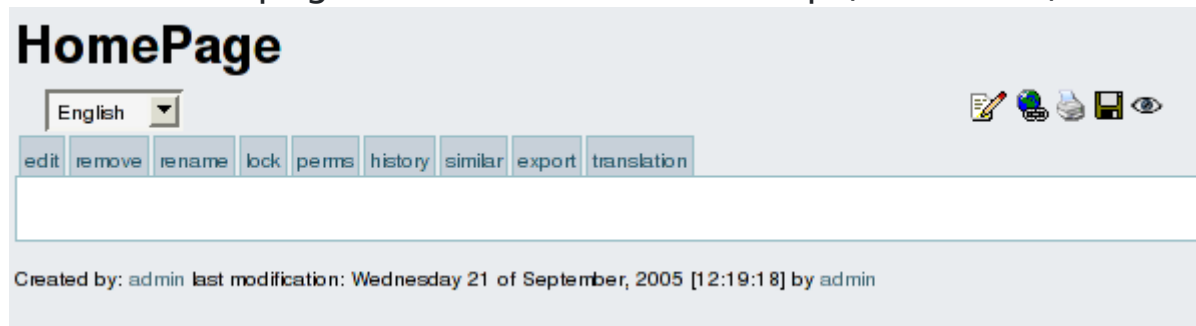 HomePage
English
edit remove rename lock perms history similar export translation
Created by: admin last modification: Wednesday 21 of September, 2005 [12:19:18] by admin